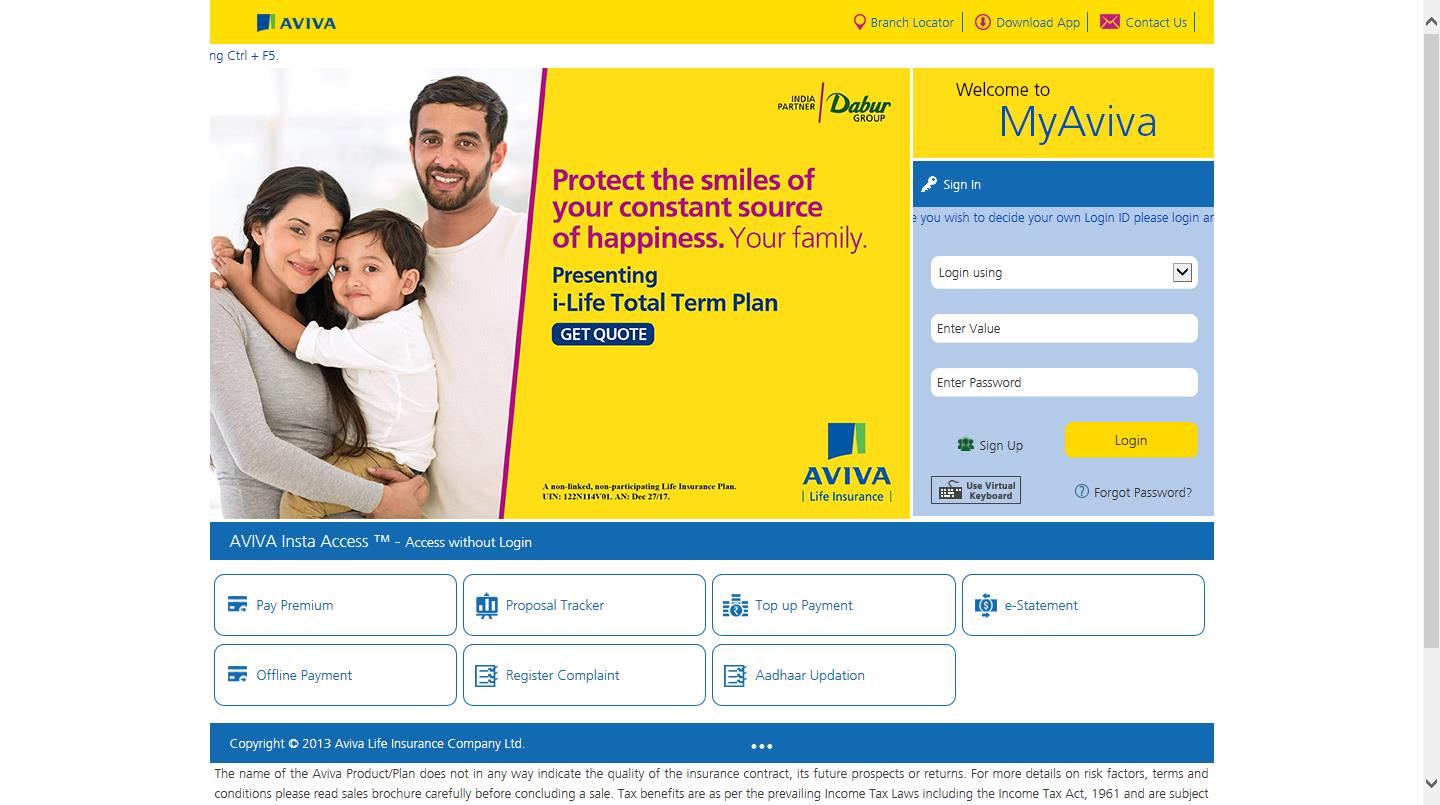 AVIVA
Branch Locator
Download App
Contact Us
ng Ctrl + F5.
INDIA PARTNER
Dabur
GROUP
Protect the smiles of
your constant source
of happiness. Your family.
Presenting
i-Life Total Term Plan
GET QUOTE
A non-linked, non-participating Life Insurance Plan.
UIN: 122N114V01. AN: Dec 27/17.
AVIVA
Life Insurance
Welcome to
MyAviva
Sign In
e you wish to decide your own Login ID please login an
Login using
Enter Value
Enter Password
Sign Up
Login
Use Virtual
Keyboard
Forgot Password?
AVIVA Insta Access ™ - Access without Login
Pay Premium
Proposal Tracker
Top up Payment
e-Statement
Offline Payment
Register Complaint
Aadhaar Updation
Copyright © 2013 Aviva Life Insurance Company Ltd.
The name of the Aviva Product/Plan does not in any way indicate the quality of the insurance contract, its future prospects or returns. For more details on risk factors, terms and
conditions please read sales brochure carefully before concluding a sale. Tax benefits are as per the prevailing Income Tax Laws including the Income Tax Act, 1961 and are subject